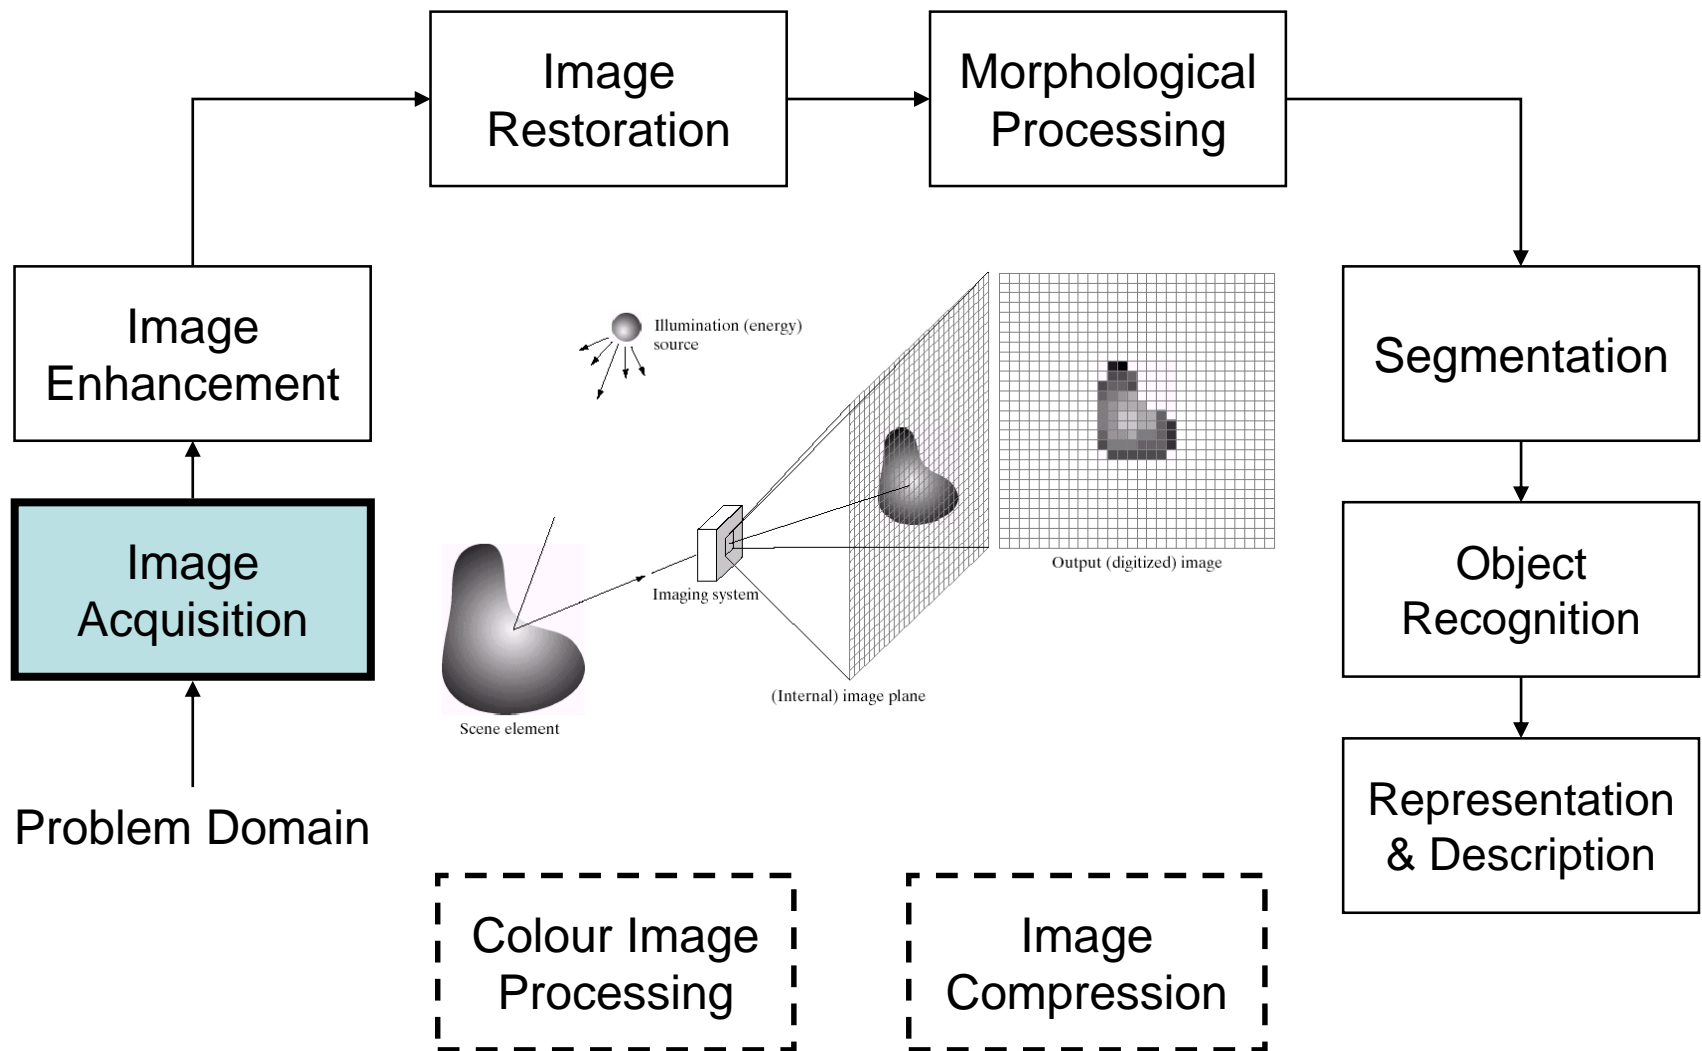 Image
Restoration
Morphological
Processing
Image
Enhancement
Illumination (energy)
source
Segmentation
Image
Acquisition
Imaging system
Output (digitized) image
Object
Recognition
(Internal) image plane
Scene element
Problem Domain
Representation
& Description
Colour Image
Processing
Image
Compression